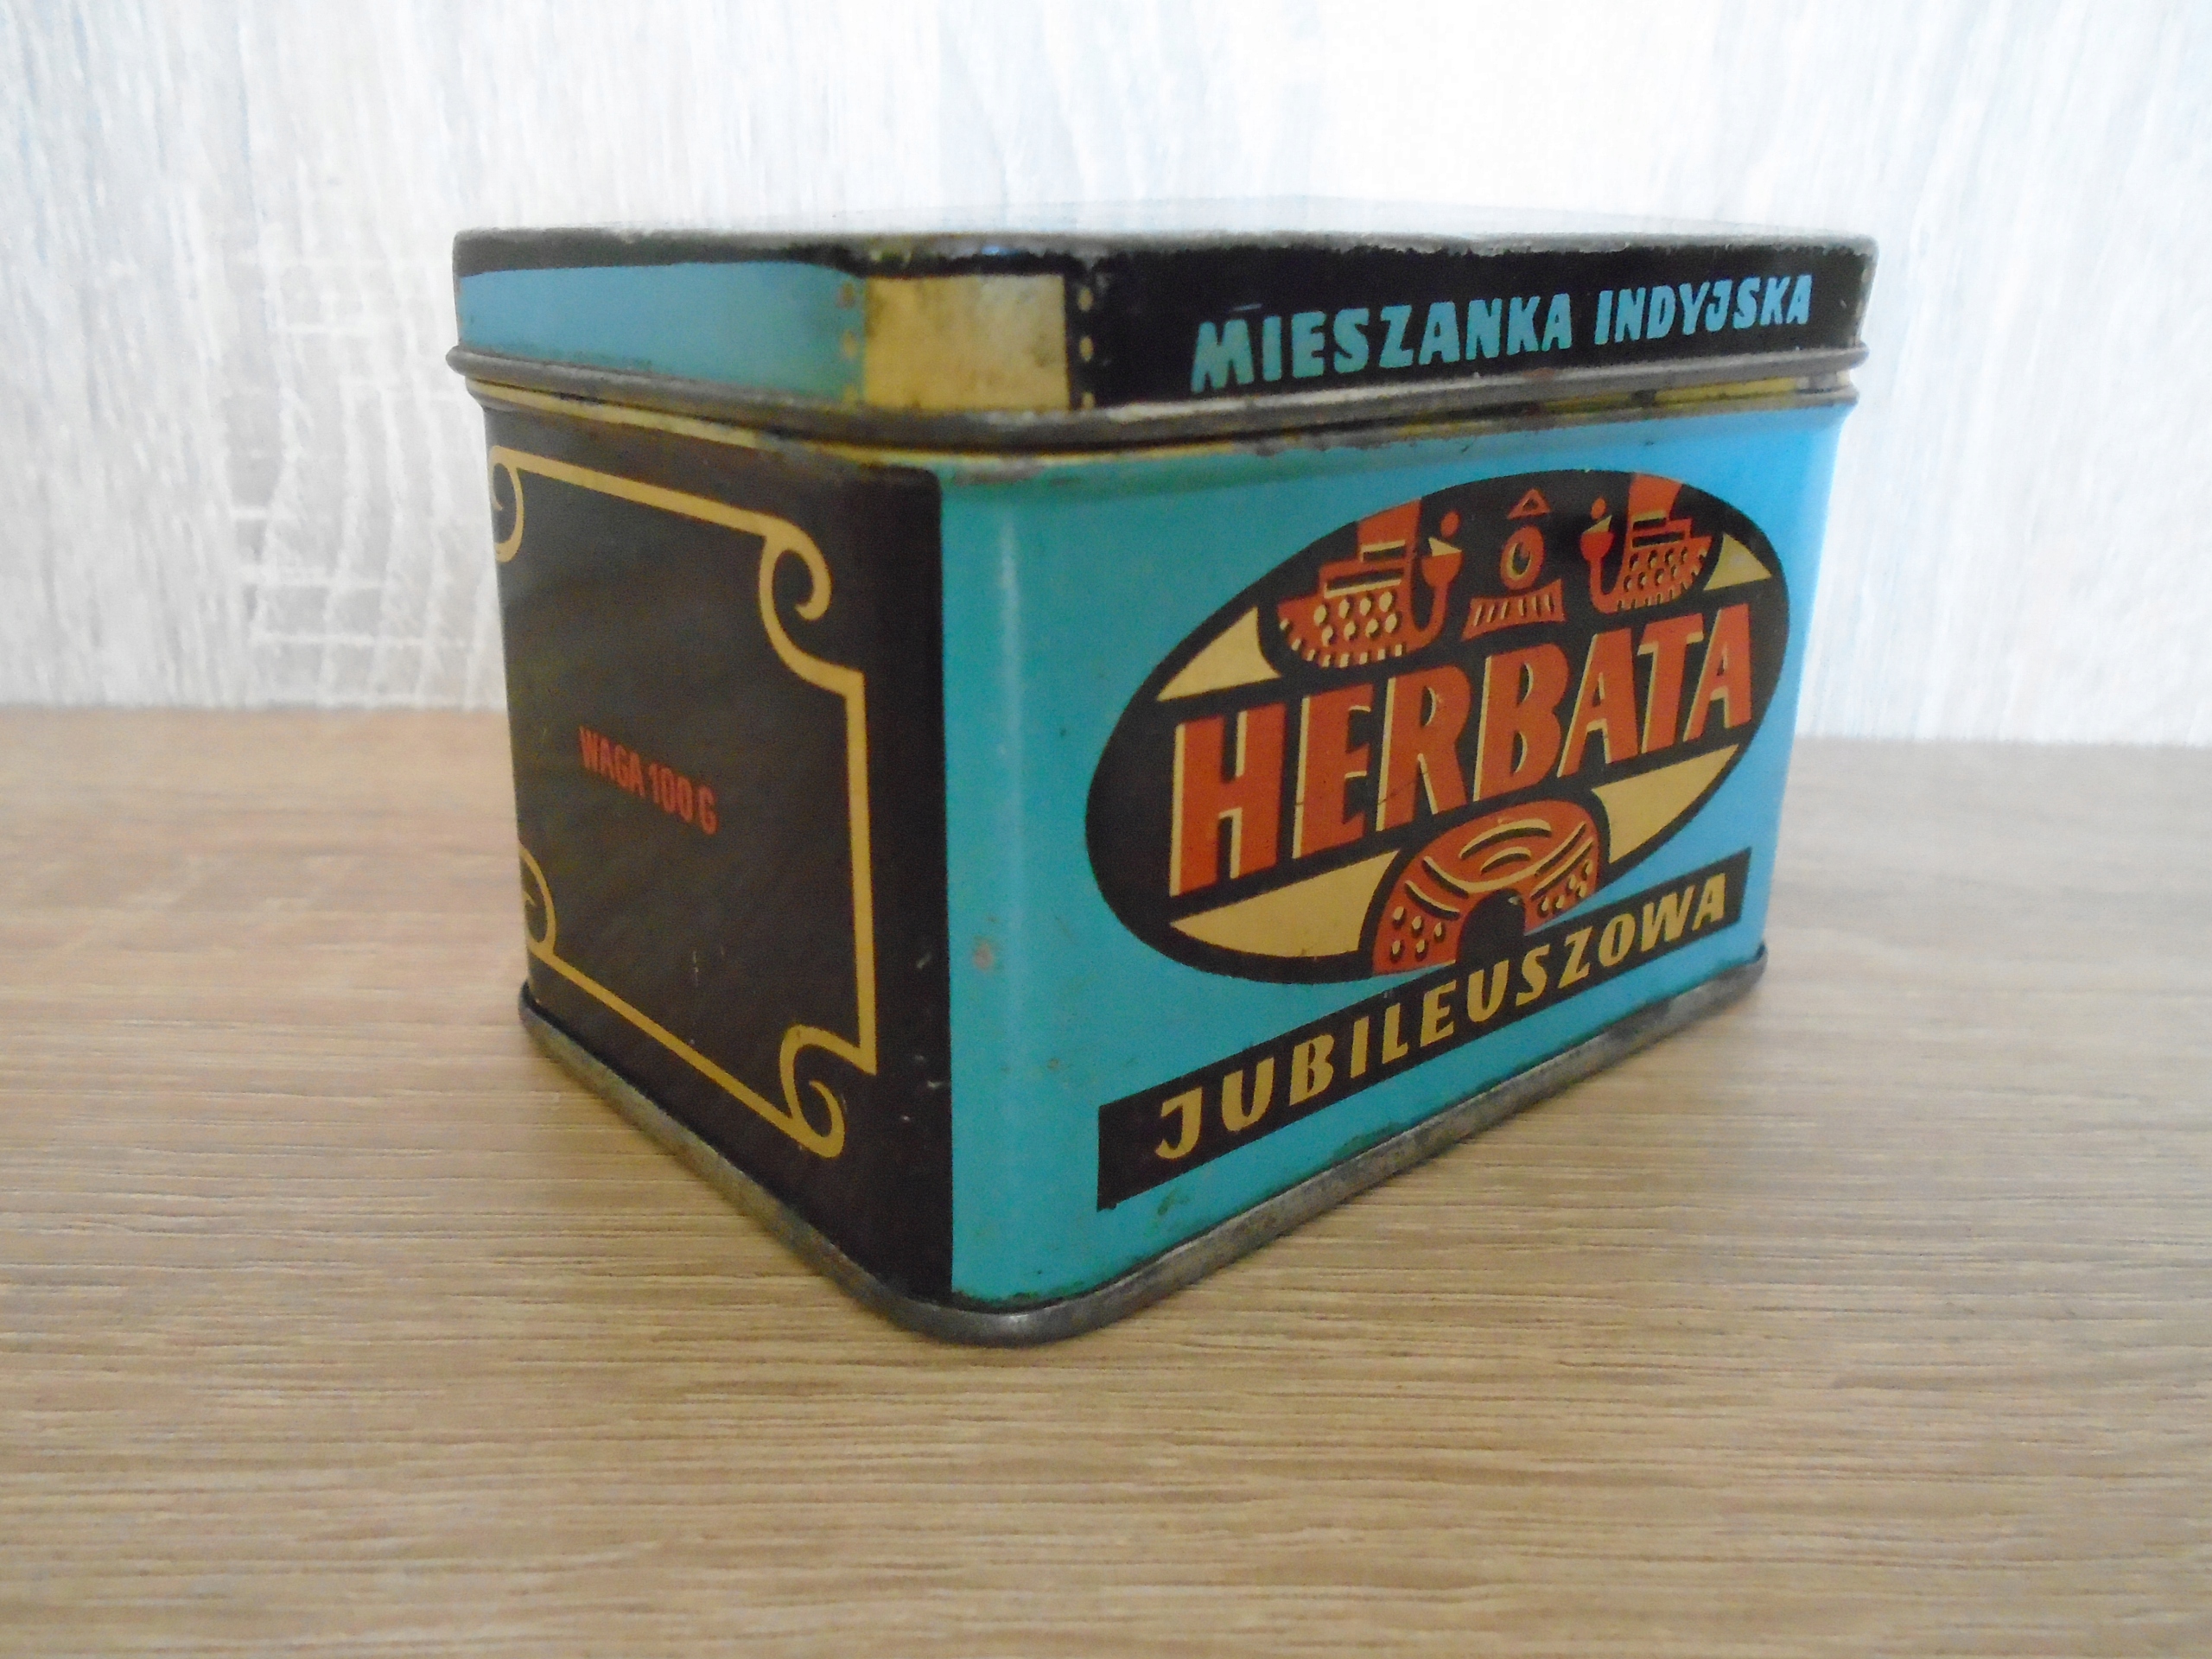 MIESZANKA INDYJSKA
HERBATA
JUBILEUSZOWA
WAGA 100 G